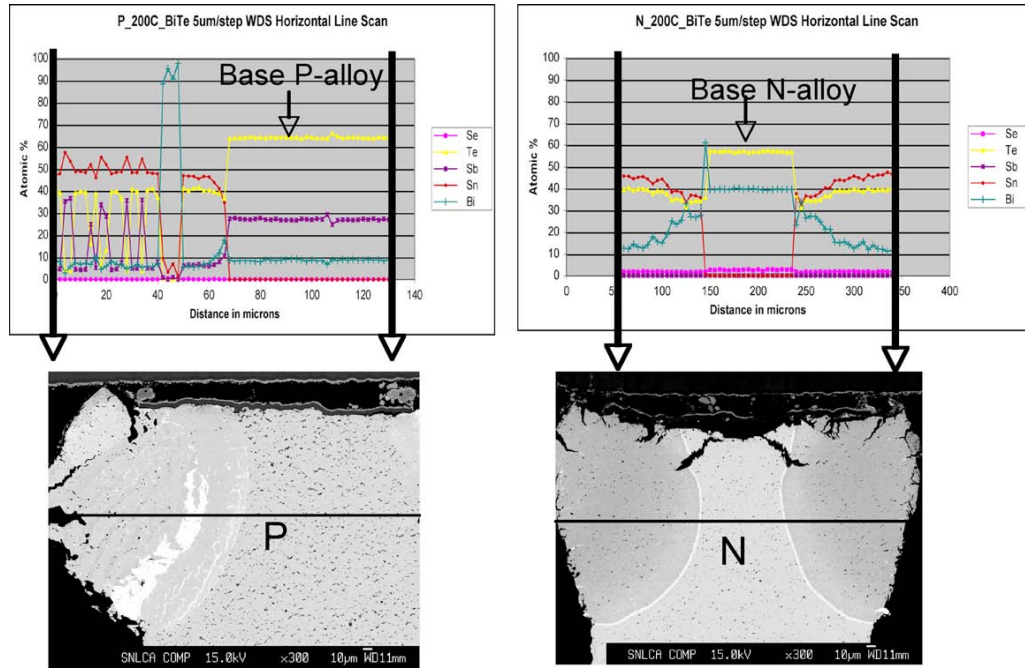 P_200C_BiTe 5um/step WDS Horizontal Line Scan
100
90
80
70
60
50
40
30
20
10
0
Atomic %
Base P-alloy
Se
Te
Sb
Sn
Bi
20 40 60 80 100 120 140
Distance in microns
N_200C_BiTe 5um/step WDS Horizontal Line Scan
100
90
80
70
60
50
40
30
20
10
0
Atomic %
Base N-alloy
Se
Te
Sb
Sn
Bi
0 50 100 150 200 250 300 350 400
Distance in microns
P
SNLCA COMP 15.0kV x300 10μm WD11mm
N
SNLCA COMP 15.0kV x300 10μm WD11mm